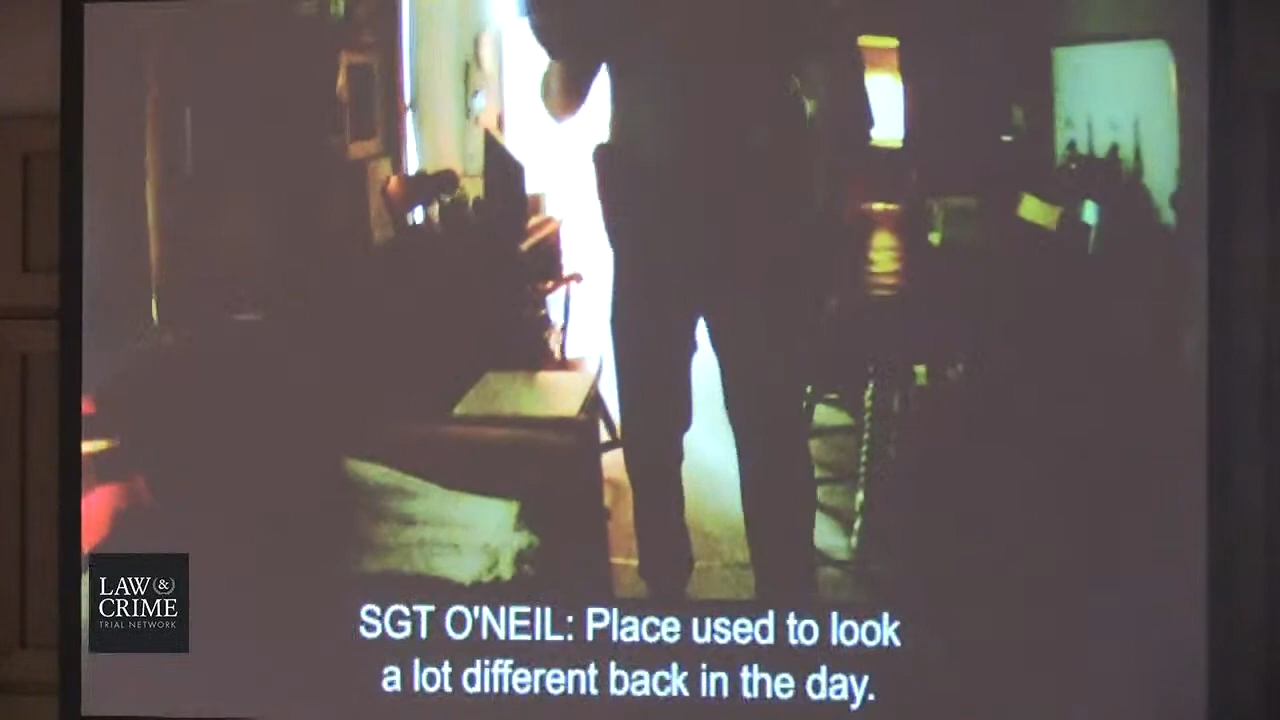 LAW &
CRIME
TRIAL NETWORK
SGT O'NEIL: Place used to look
a lot different back in the day.